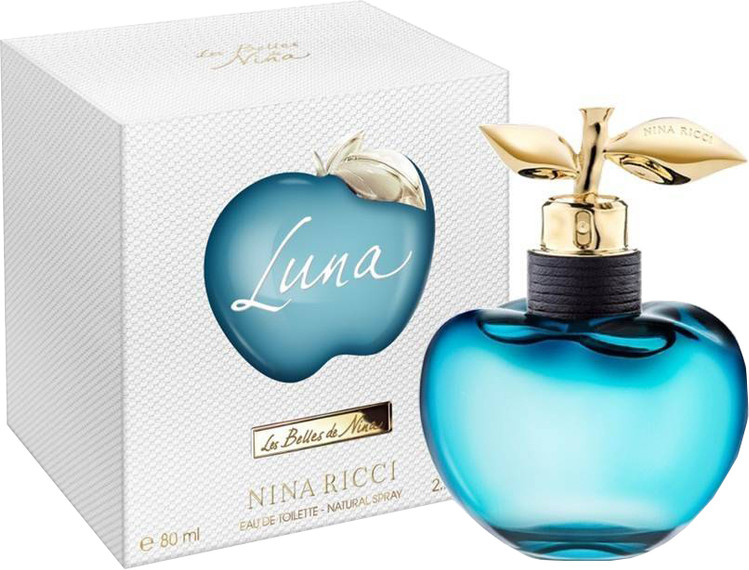 Les Belles
de
Nina
Luna
Les Belles de Nina
NINA RICCI
EAU DE TOILETTE - NATURAL SPRAY
e 80 ml
2.
NINA RICCI